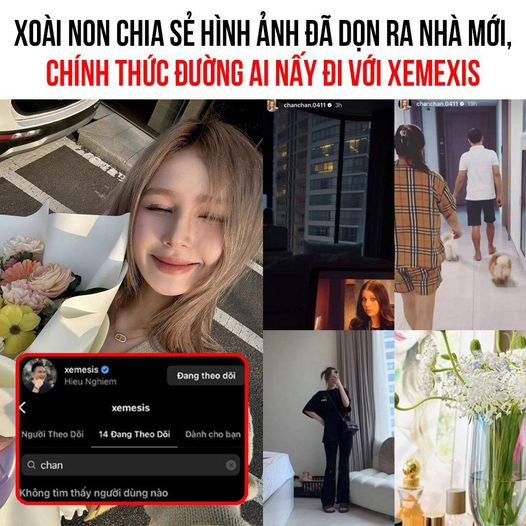 XOÀI NON CHIA SẺ HÌNH ẢNH ĐÃ DỌN RA NHÀ MỚI,
CHÍNH THỨC ĐƯỜNG AI NẤY ĐI VỚI XEMEXIS
chanchan.0411 3h
chanchan.0411 19h
xemesis
Hieu Nghiem
Đang theo dõi
xemesis
Người Theo Dõi 14 Đang Theo Dõi Dành cho bạn
chan
Không tìm thấy người dùng nào